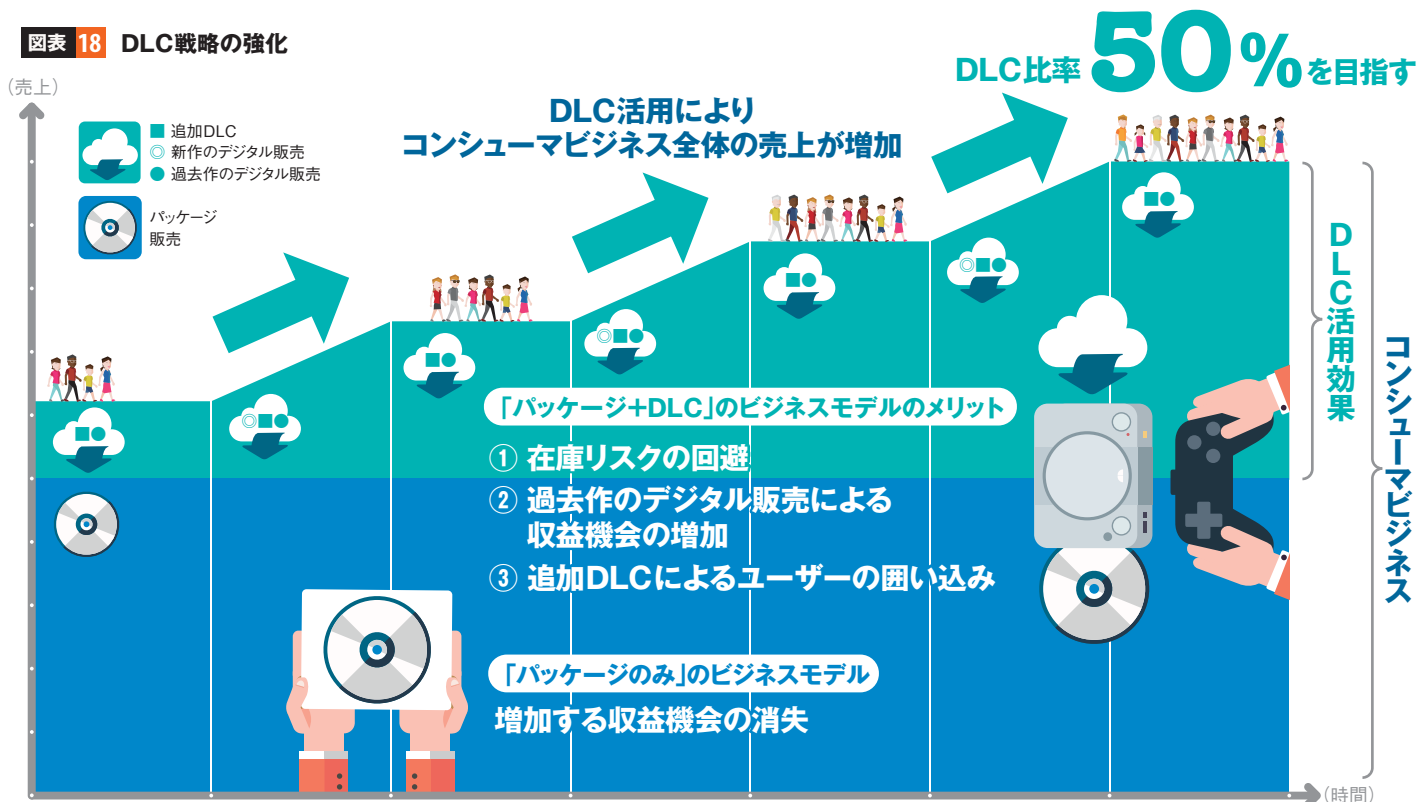 図表 18 DLC戦略の強化
(売上)
DLC比率 50%を目指す
DLC活用により
コンシューマビジネス全体の売上が増加
追加DLC
新作のデジタル販売
過去作のデジタル販売
パッケージ
販売
「パッケージ+DLC」のビジネスモデルのメリット
① 在庫リスクの回避
② 過去作のデジタル販売による
収益機会の増加
③ 追加DLCによるユーザーの囲い込み
「パッケージのみ」のビジネスモデル
増加する収益機会の消失
DLC活用効果
コンシューマビジネス
(時間)